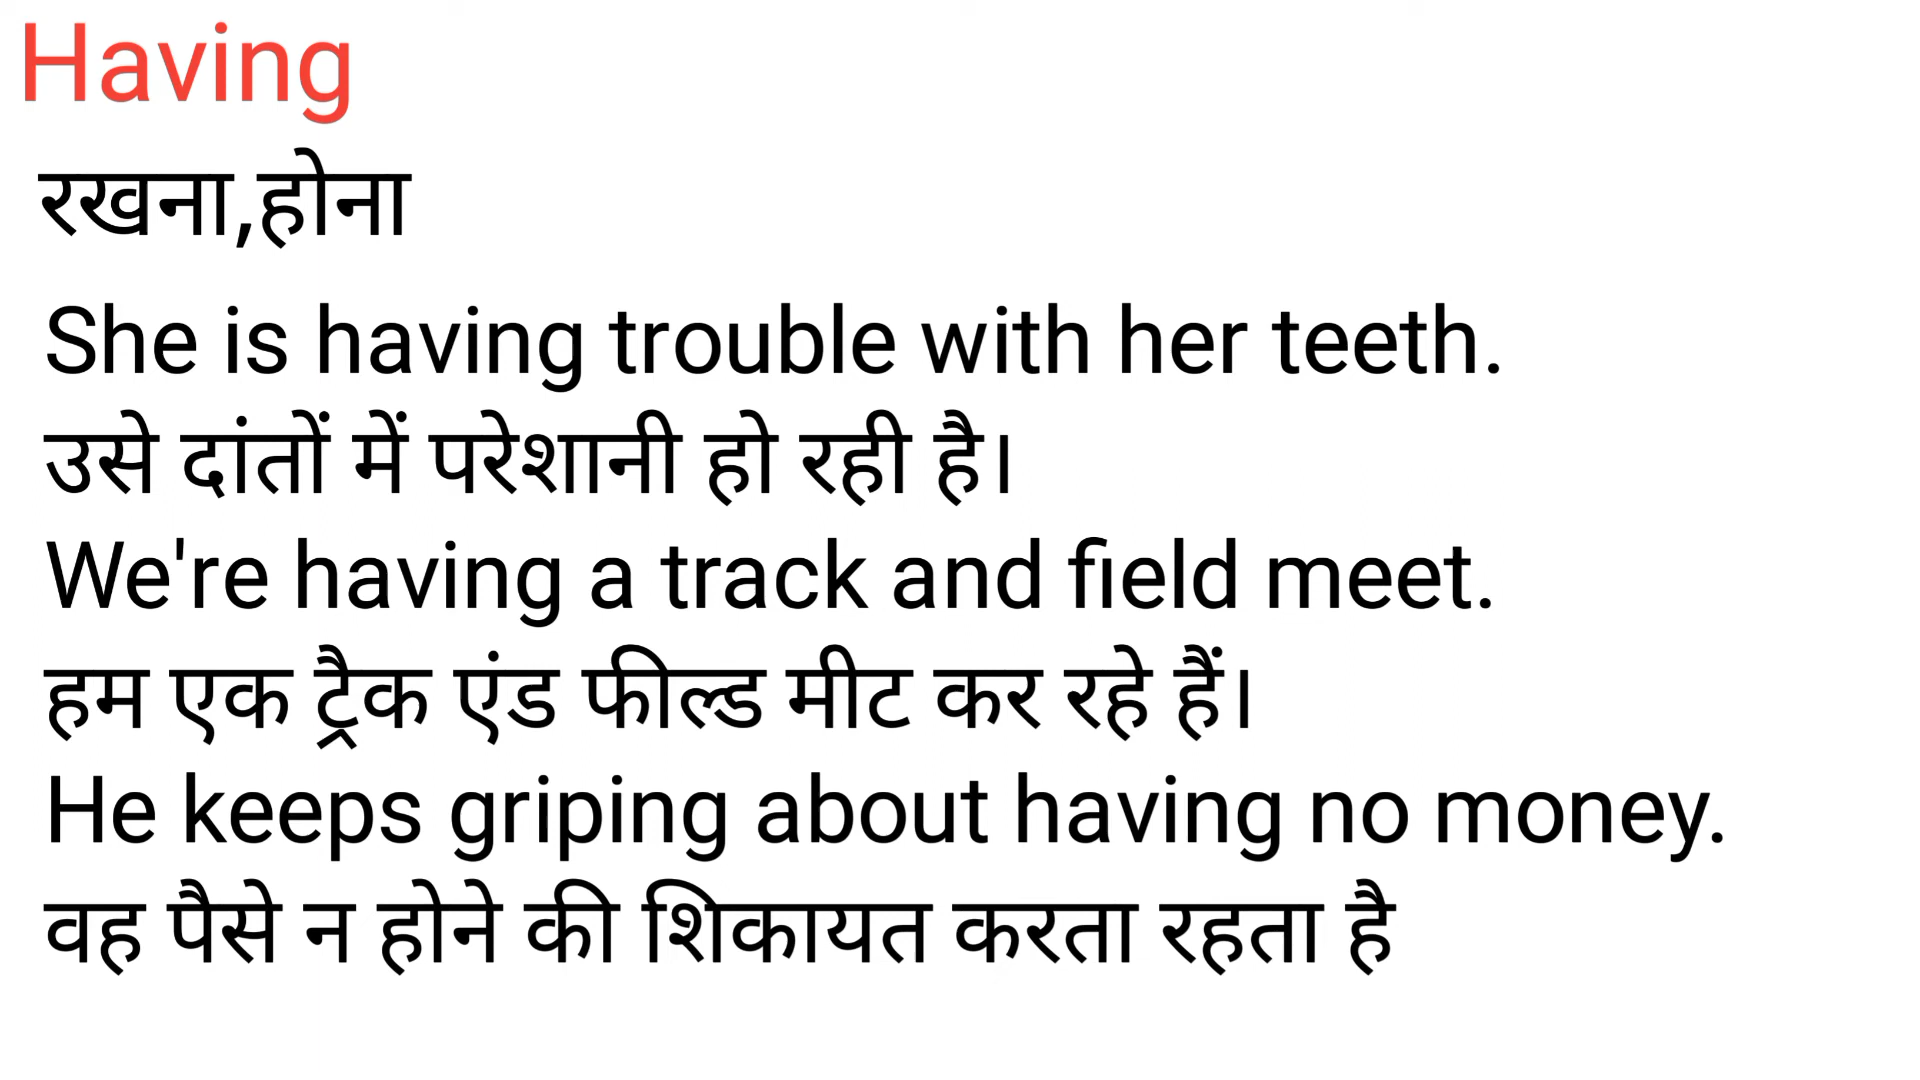 Having
रखना,होना
She is having trouble with her teeth.
उसे दांतों में परेशानी हो रही है।
We're having a track and field meet.
हम एक ट्रैक एंड फील्ड मीट कर रहे हैं।
He keeps griping about having no money.
वह पैसे न होने की शिकायत करता रहता है